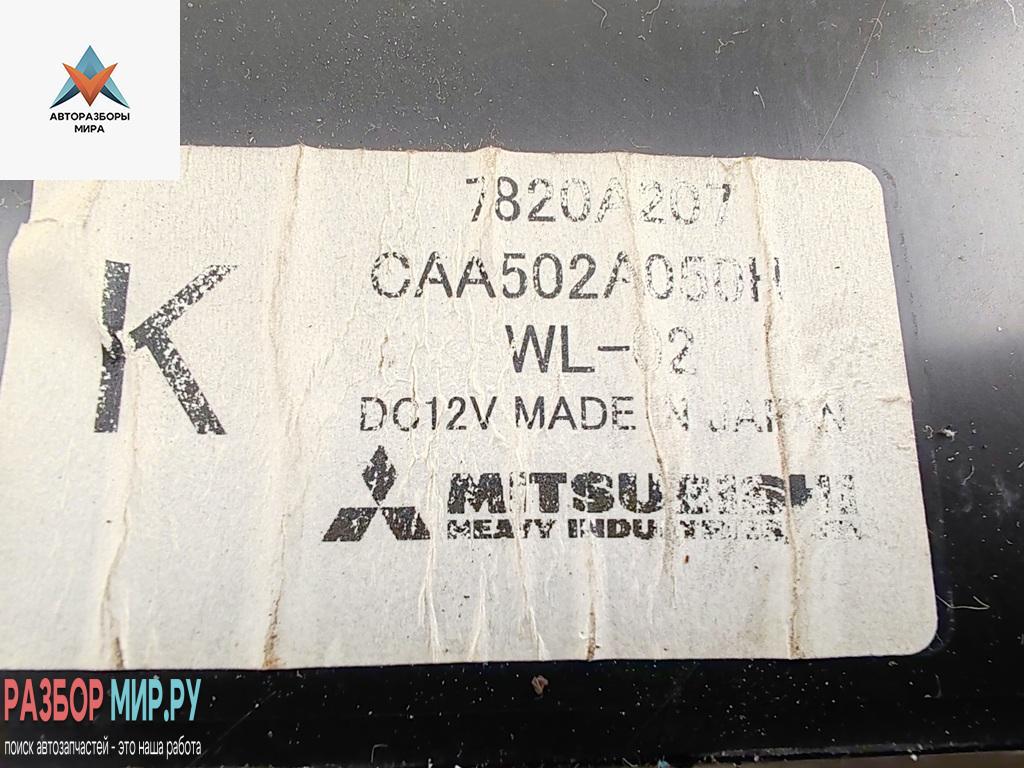 АВТОРАЗБОРЫ
МИРА
7820A207
CAA502A050H
K
WL-02
DC12V MADE IN JAPAN
MITSUBISHI
HEAVY INDUSTRIES, LTD.
РАЗБОР МИР.РУ
поиск автозапчастей - это наша работа